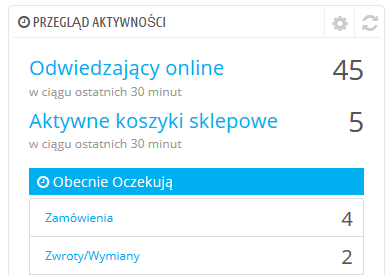 PRZEGLĄD AKTYWNOŚCI
Odwiedzający online 45
w ciągu ostatnich 30 minut
Aktywne koszyki sklepowe 5
w ciągu ostatnich 30 minut
Obecnie Oczekują
Zamówienia 4
Zwroty/Wymiany 2